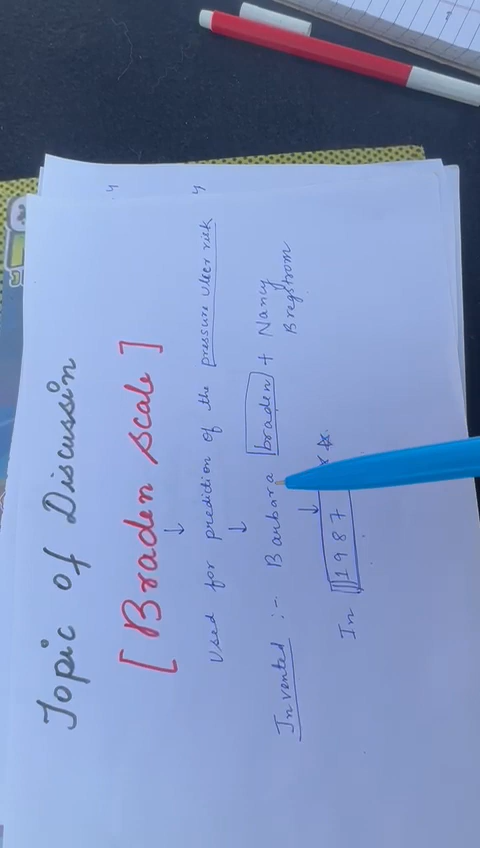 Topic of Discussion
[ Braden scale ]
↓
Used for prediction of the pressure ulcer risk
↓
Invented :- Barbara braden + Nancy
Bregstrom
↓
In 1987 **